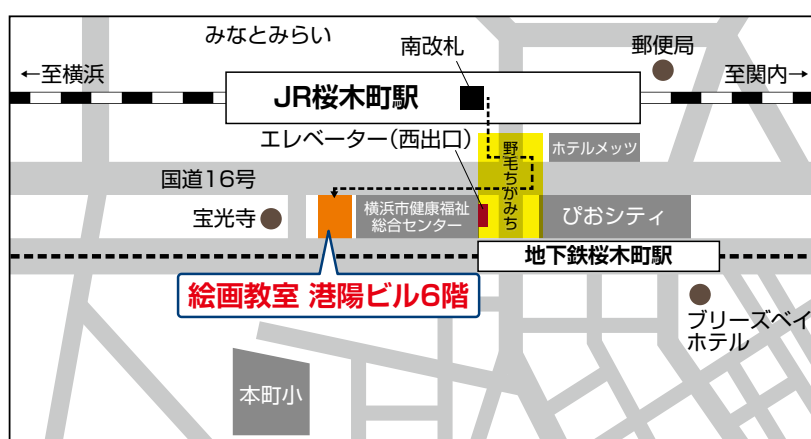 みなとみらい
南改札
郵便局
←至横浜
至関内→
JR桜木町駅
エレベーター(西出口)
野毛ちかみち
ホテルメッツ
国道16号
宝光寺
横浜市健康福祉
総合センター
ぴおシティ
地下鉄桜木町駅
絵画教室 港陽ビル6階
ブリーズベイ
ホテル
本町小